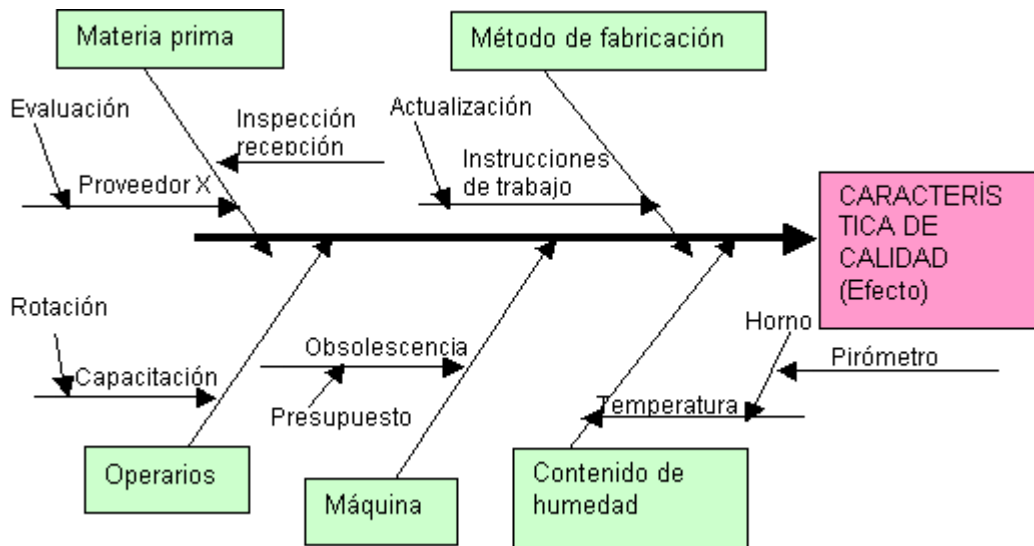 Materia prima
Método de fabricación
Evaluación
Inspección
recepción
Actualización
Instrucciones
de trabajo
Proveedor X
CARACTERÍS
TICA DE
CALIDAD
(Efecto)
Rotación
Capacitación
Obsolescencia
Presupuesto
Horno
Pirómetro
Temperatura
Operarios
Máquina
Contenido de
humedad